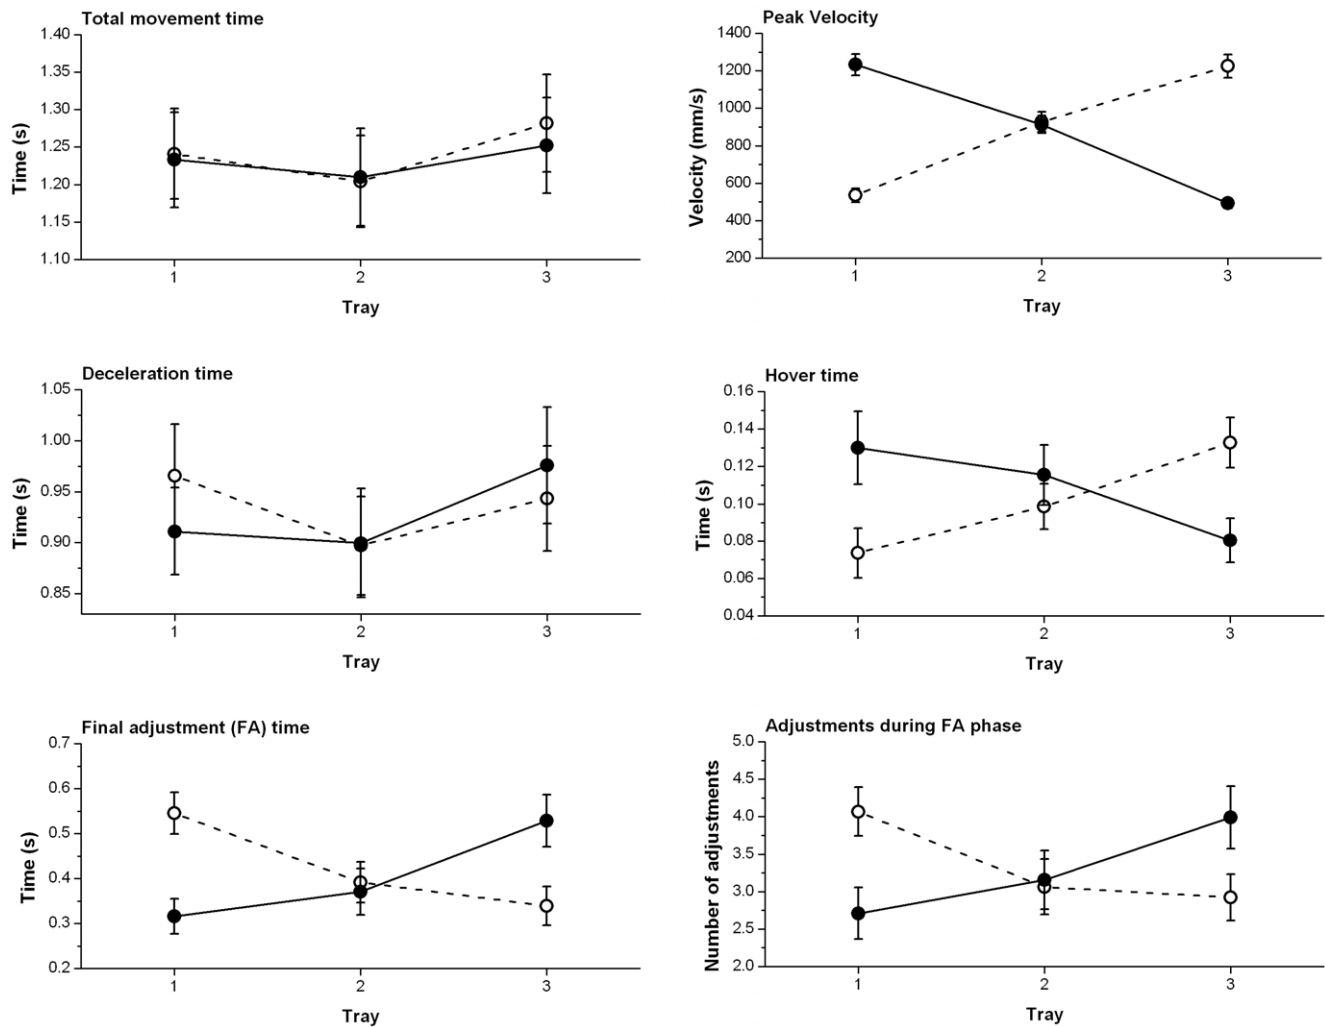 Total movement time
1.40
1.35
1.30
1.25
1.20
1.15
1.10
Time (s)
1 2 3
Tray
Peak Velocity
1400
1200
1000
800
600
400
200
Velocity (mm/s)
1 2 3
Tray
Deceleration time
1.05
1.00
0.95
0.90
0.85
Time (s)
1 2 3
Tray
Hover time
0.16
0.14
0.12
0.10
0.08
0.06
0.04
Time (s)
1 2 3
Tray
Final adjustment (FA) time
0.7
0.6
0.5
0.4
0.3
0.2
Time (s)
1 2 3
Tray
Adjustments during FA phase
5.0
4.5
4.0
3.5
3.0
2.5
2.0
Number of adjustments
1 2 3
Tray